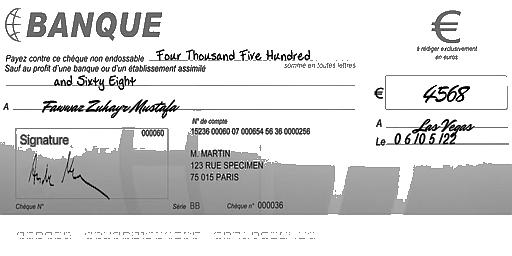 BANQUE
€
à rédiger exclusivement
en euros
Payez contre ce chèque non endossable Four Thousand Five Hundred
Sauf au profit d'une banque ou d'un établissement assimilé somme en toutes lettres
and Sixty Eight
€ 4568
A Fawwaz Zuhayr Mustafa
A Las Vegas
Le 06/05/22
Signature
000060
N° de compte
15236 00060 07 000654 56 36 0000256
M. MARTIN
123 RUE SPECIMEN
75 015 PARIS
Chèque N° Série BB Chéque n° 000036